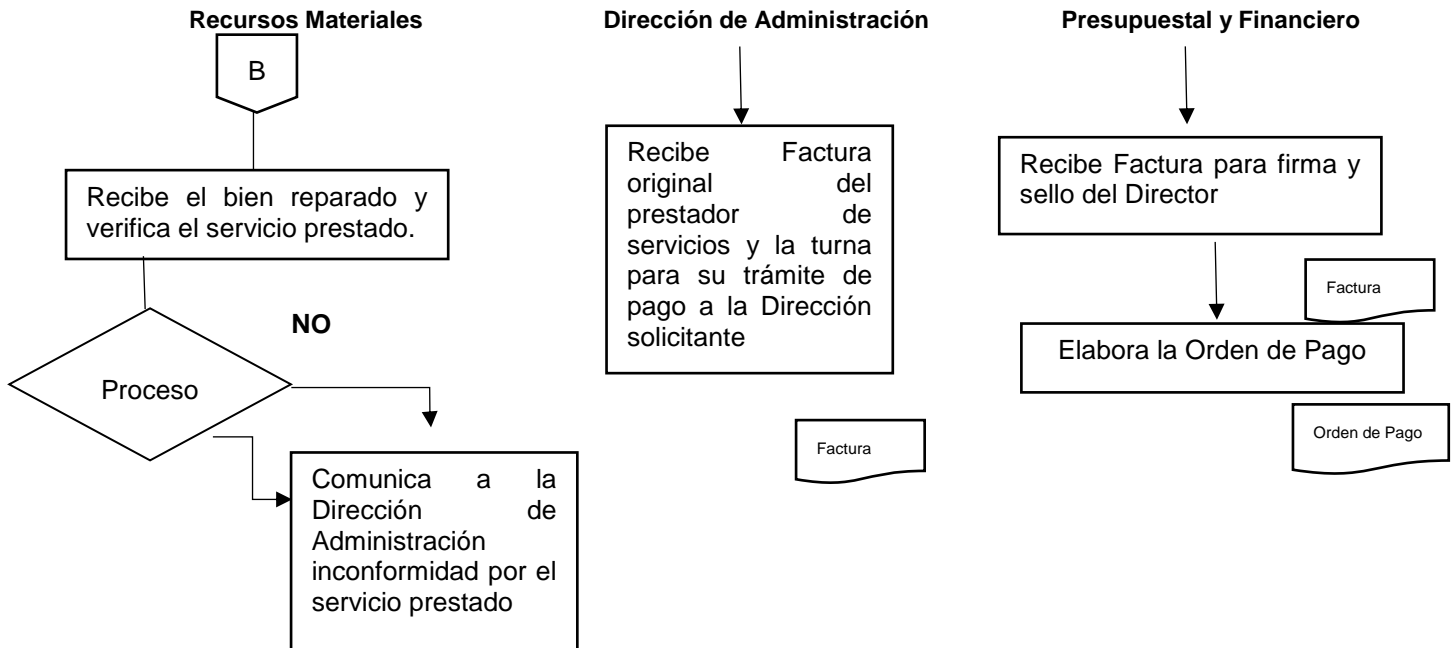 Recursos Materiales
B
Recibe el bien reparado y
verifica el servicio prestado.
NO
Proceso
Comunica a la
Dirección de
Administración
inconformidad por el
servicio prestado
Dirección de Administración
Recibe Factura
original del
prestador de
servicios y la turna
para su trámite de
pago a la Dirección
solicitante
Factura
Presupuestal y Financiero
Recibe Factura para firma y
sello del Director
Factura
Elabora la Orden de Pago
Orden de Pago